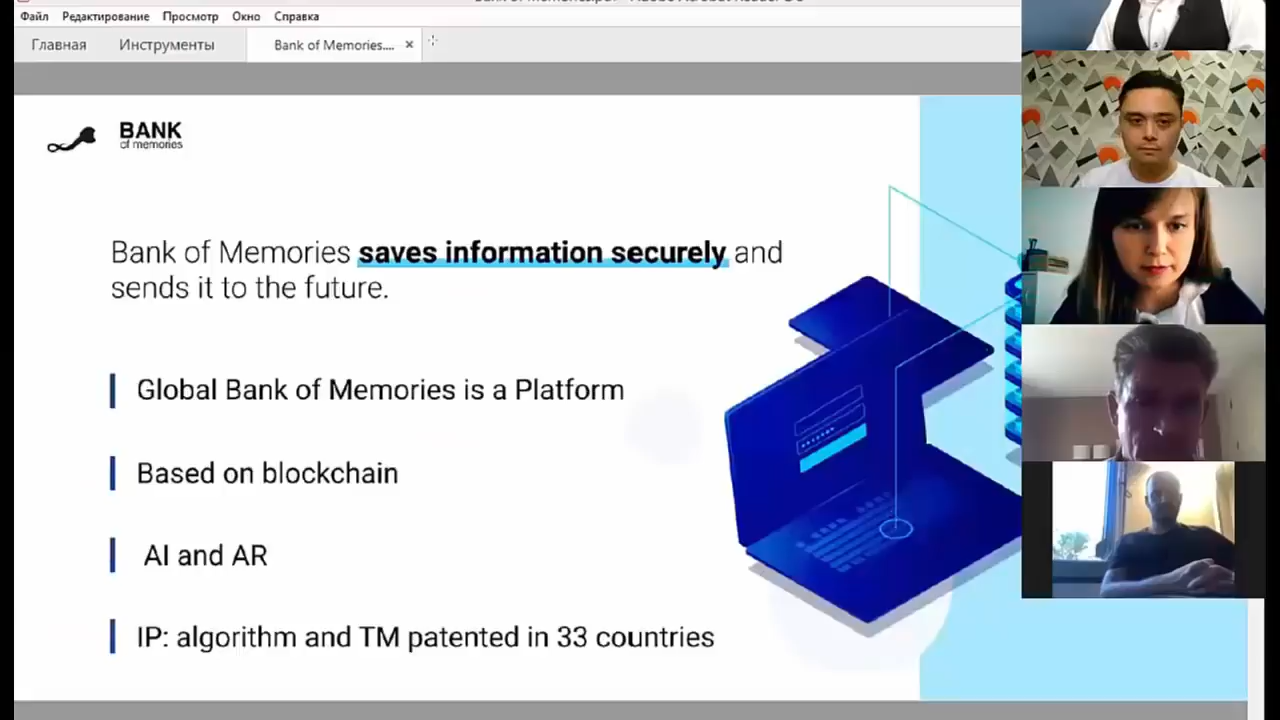 Файл Редактирование Просмотр Окно Справка
Главная Инструменты Bank of Memories.... ×
BANK
of memories
Bank of Memories saves information securely and
sends it to the future.
Global Bank of Memories is a Platform
Based on blockchain
AI and AR
IP: algorithm and TM patented in 33 countries